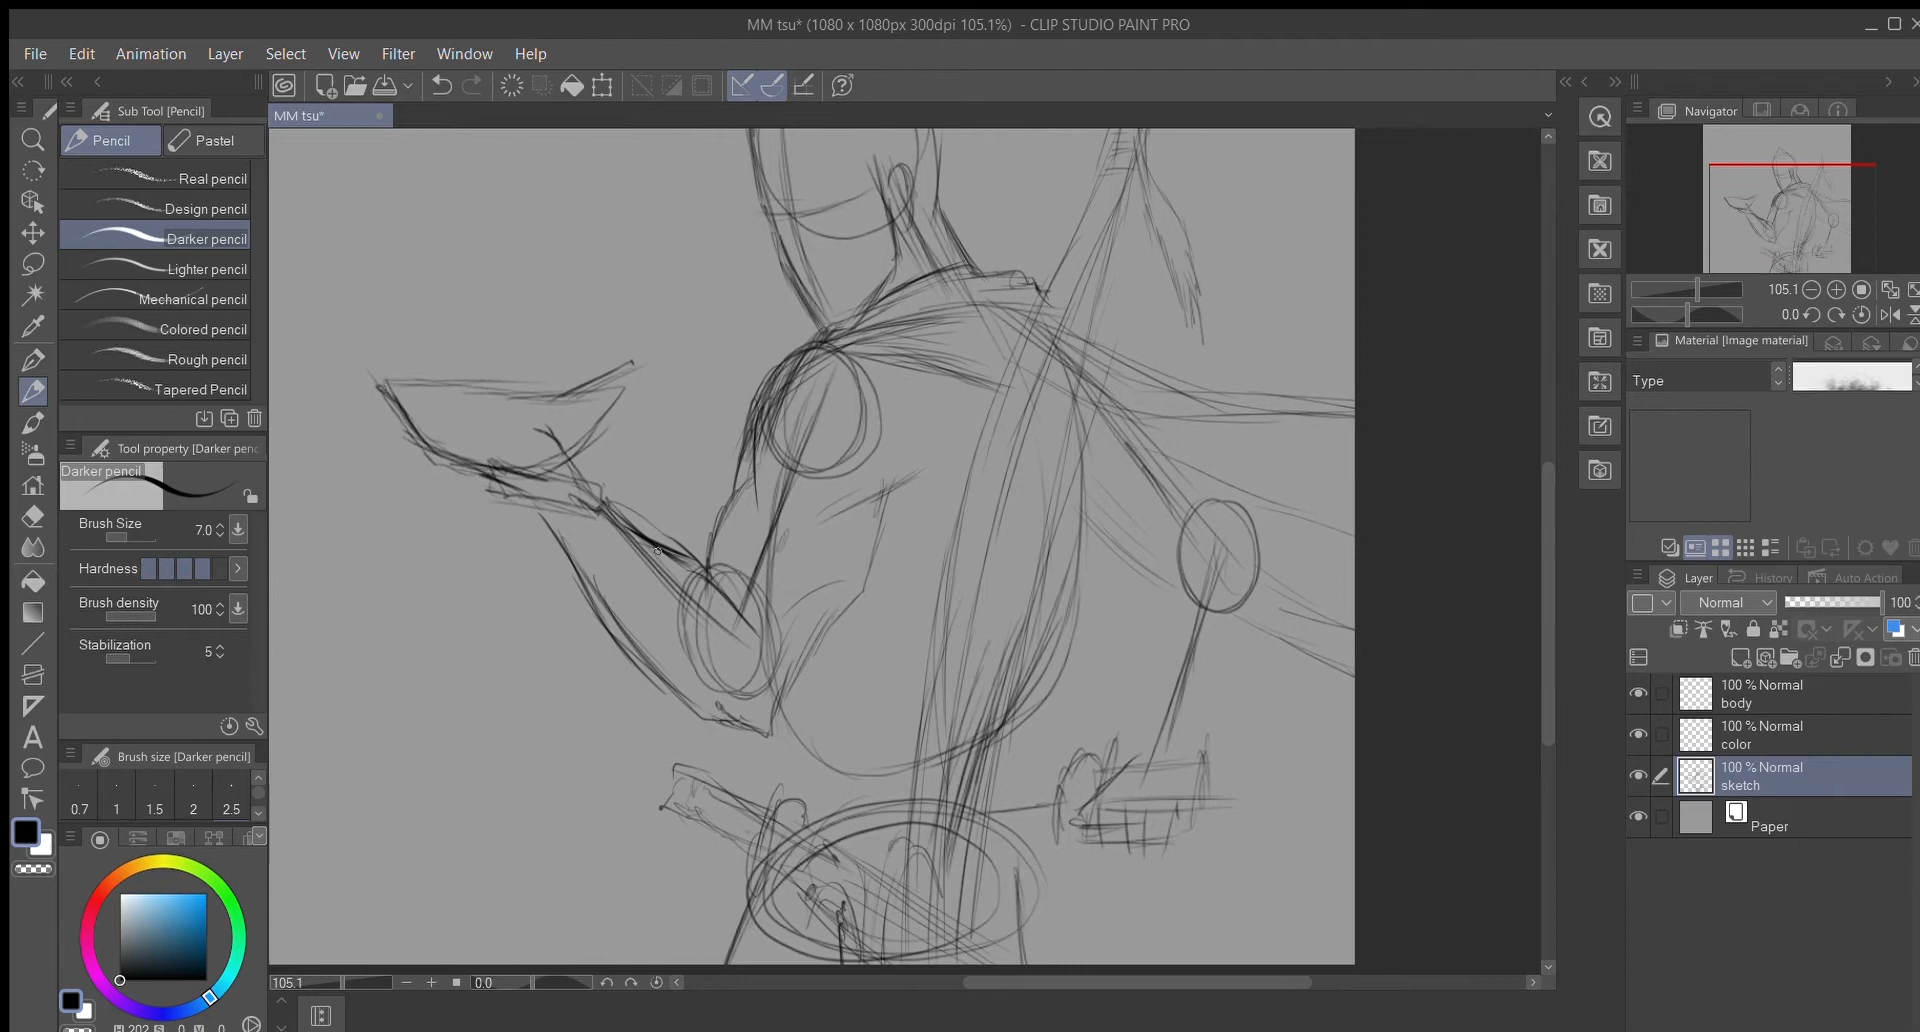 MM tsu* (1080 x 1080px 300dpi 105.1%) - CLIP STUDIO PAINT PRO
File Edit Animation Layer Select View Filter Window Help
Sub Tool [Pencil]
Pencil Pastel
Real pencil
Design pencil
Darker pencil
Lighter pencil
Mechanical pencil
Colored pencil
Rough pencil
Tapered Pencil
Tool property [Darker penc
Darker pencil
Brush Size 7.0
Hardness
Brush density 100
Stabilization 5
Brush size [Darker pencil]
0.7 1 1.5 2 2.5
H 202 S 0 V 0
MM tsu*
105.1 0.0
Navigator
105.1
0.0
Material [Image material]
Type
Layer History Auto Action
Normal 100
100 % Normal
body
100 % Normal
color
100 % Normal
sketch
Paper